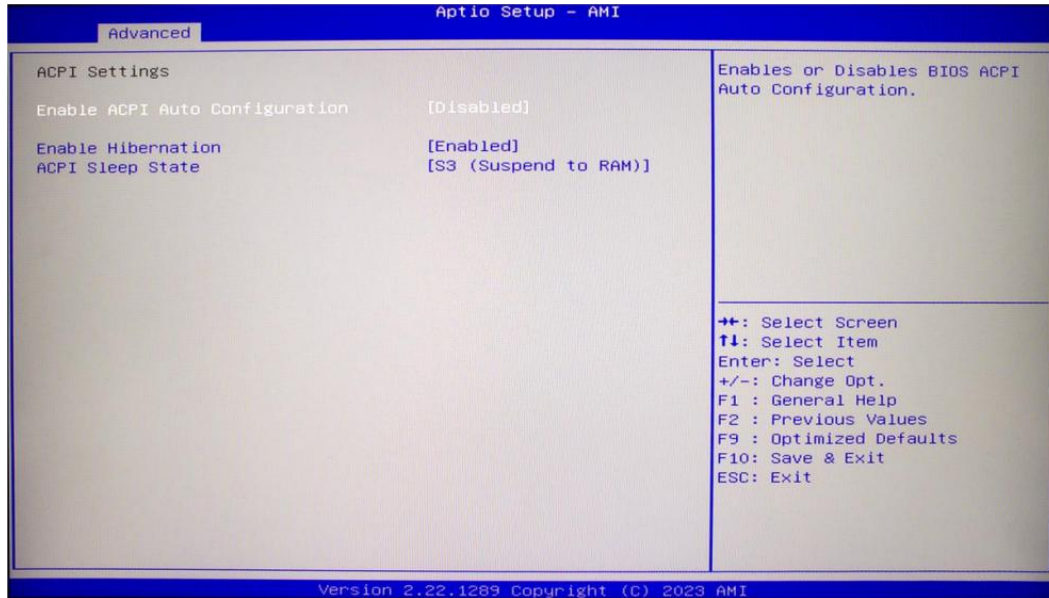 Aptio Setup – AMI
Advanced
ACPI Settings
Enable ACPI Auto Configuration [Disabled]
Enable Hibernation [Enabled]
ACPI Sleep State [S3 (Suspend to RAM)]
Enables or Disables BIOS ACPI
Auto Configuration.
→←: Select Screen
↑↓: Select Item
Enter: Select
+/-: Change Opt.
F1 : General Help
F2 : Previous Values
F9 : Optimized Defaults
F10: Save & Exit
ESC: Exit
Version 2.22.1289 Copyright (C) 2023 AMI